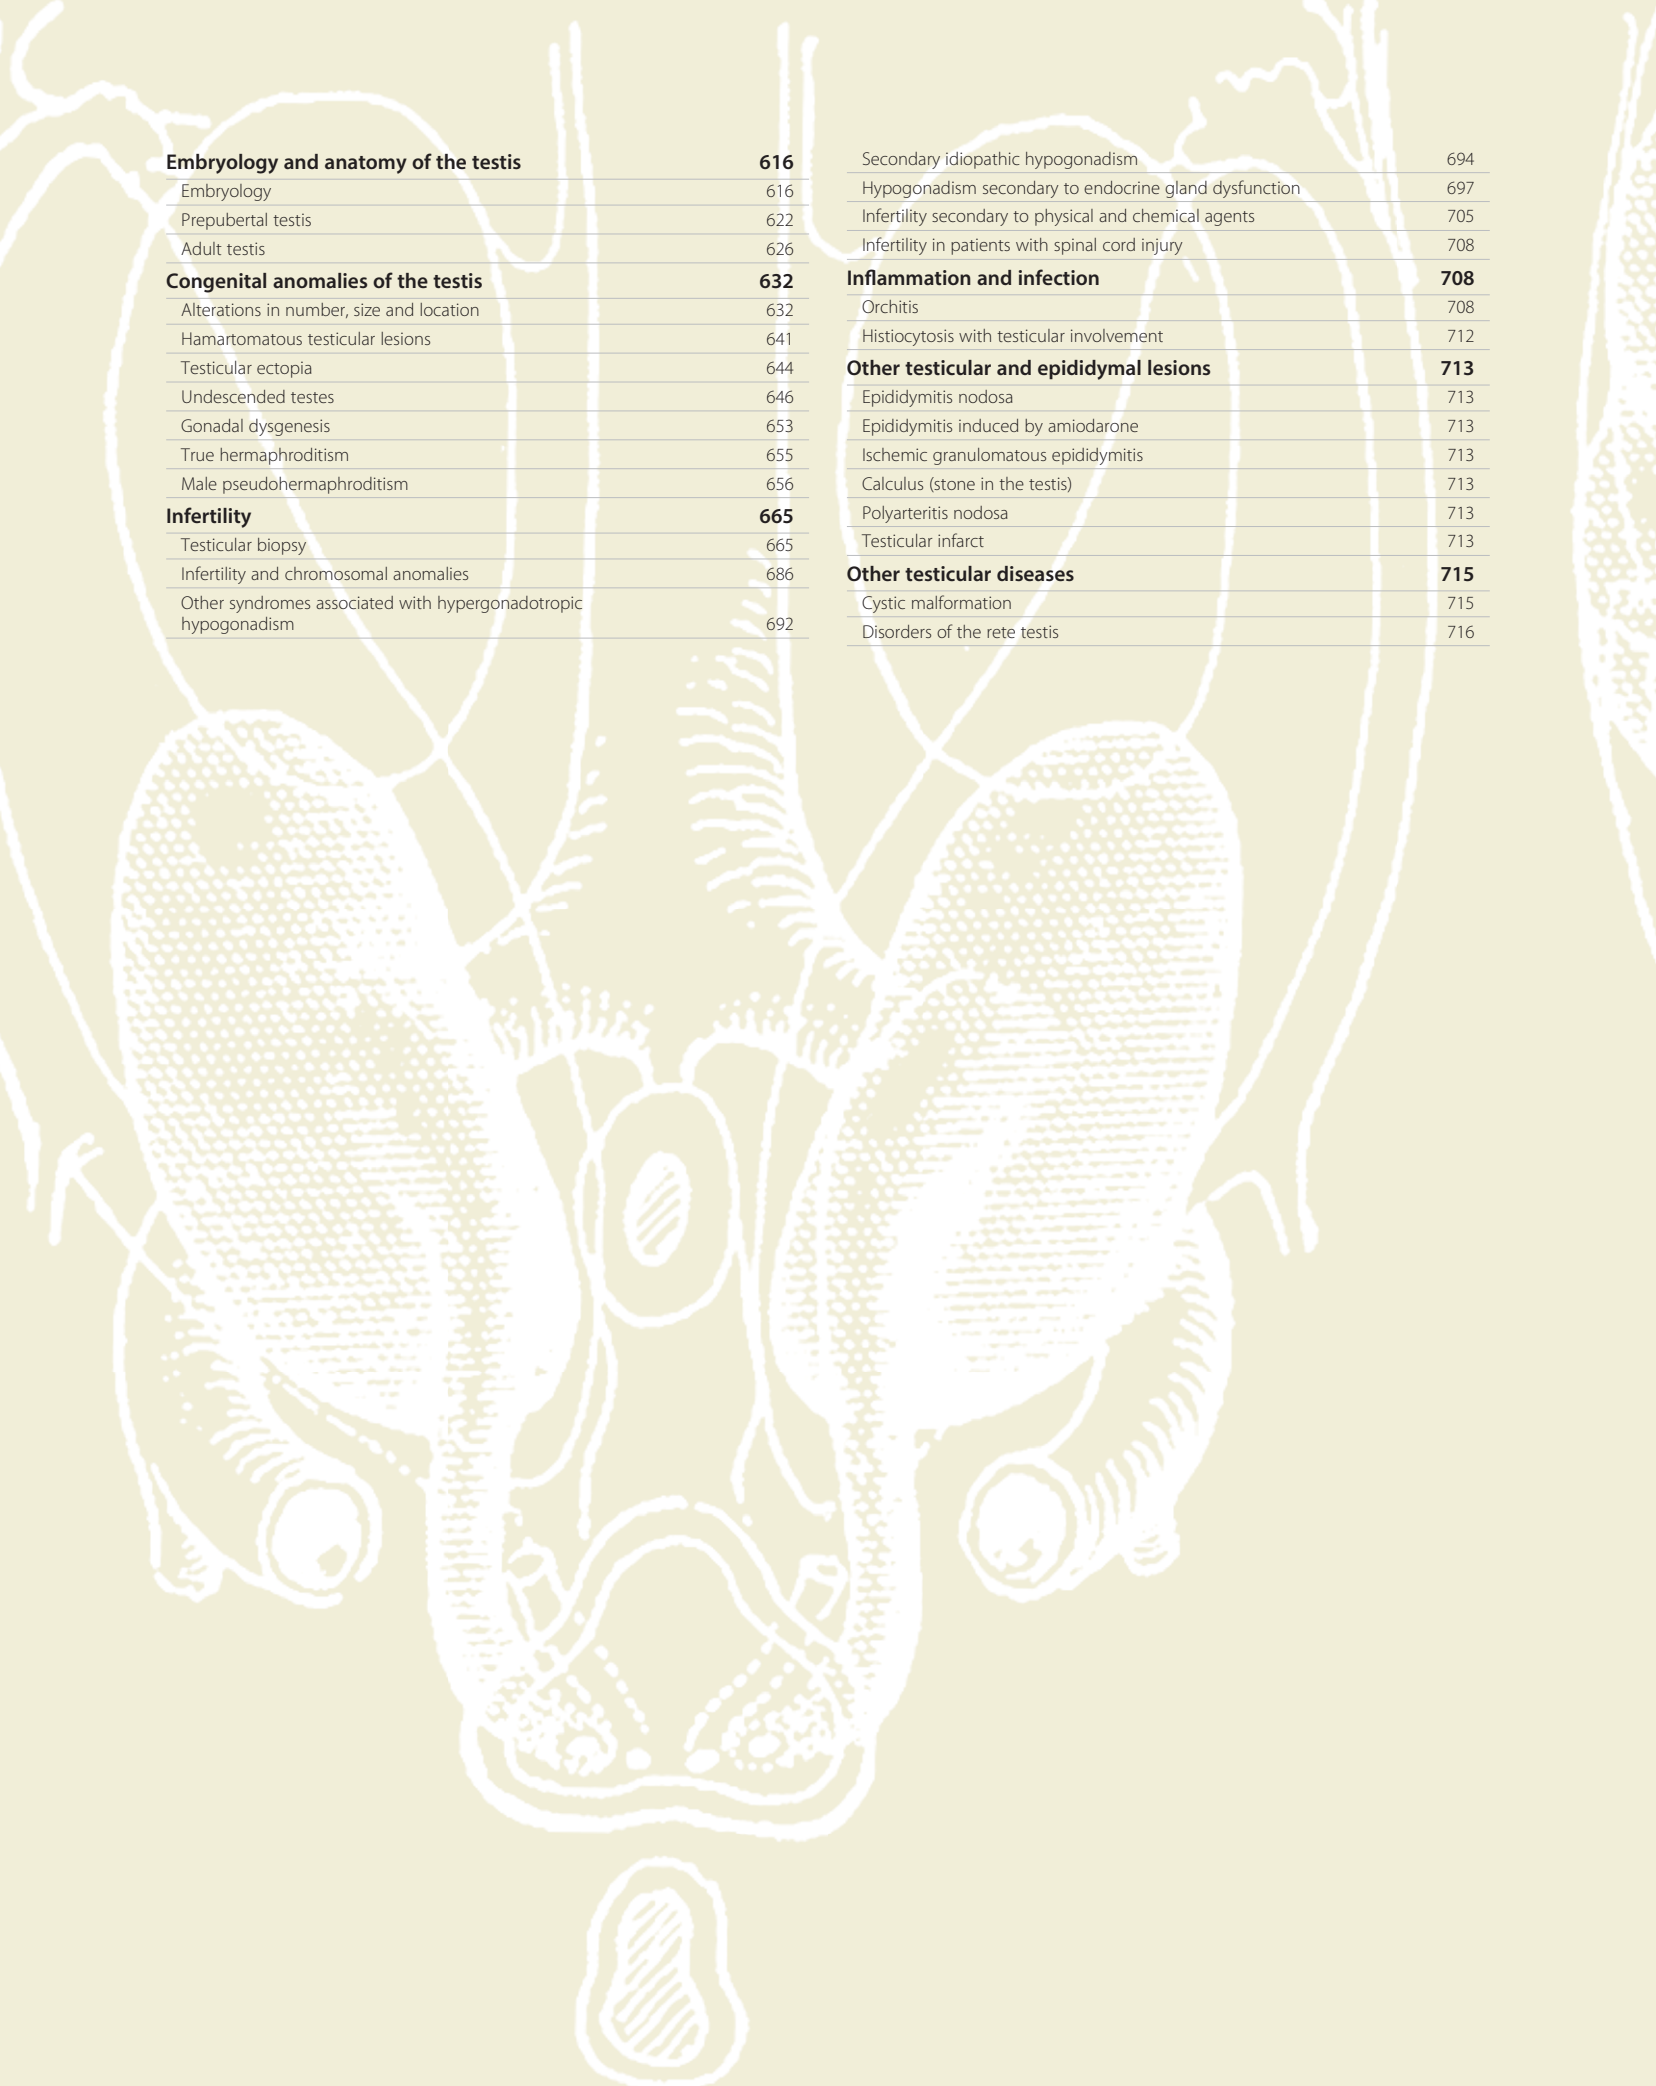 Embryology and anatomy of the testis 616
Embryology 616
Prepubertal testis 622
Adult testis 626
Congenital anomalies of the testis 632
Alterations in number, size and location 632
Hamartomatous testicular lesions 641
Testicular ectopia 644
Undescended testes 646
Gonadal dysgenesis 653
True hermaphroditism 655
Male pseudohermaphroditism 656
Infertility 665
Testicular biopsy 665
Infertility and chromosomal anomalies 686
Other syndromes associated with hypergonadotropic
hypogonadism 692
Secondary idiopathic hypogonadism 694
Hypogonadism secondary to endocrine gland dysfunction 697
Infertility secondary to physical and chemical agents 705
Infertility in patients with spinal cord injury 708
Inflammation and infection 708
Orchitis 708
Histiocytosis with testicular involvement 712
Other testicular and epididymal lesions 713
Epididymitis nodosa 713
Epididymitis induced by amiodarone 713
Ischemic granulomatous epididymitis 713
Calculus (stone in the testis) 713
Polyarteritis nodosa 713
Testicular infarct 713
Other testicular diseases 715
Cystic malformation 715
Disorders of the rete testis 716